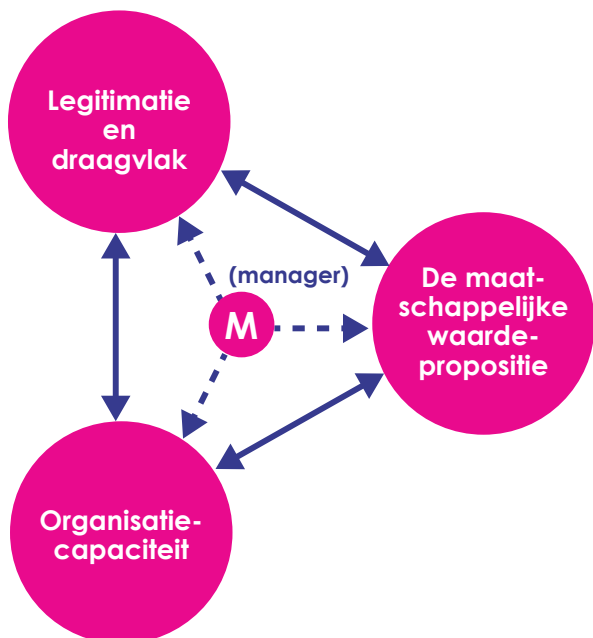 Legitimatie
en
draagvlak
(manager)
M
De maat-
schappelijke
waarde-
propositie
Organisatie-
capaciteit